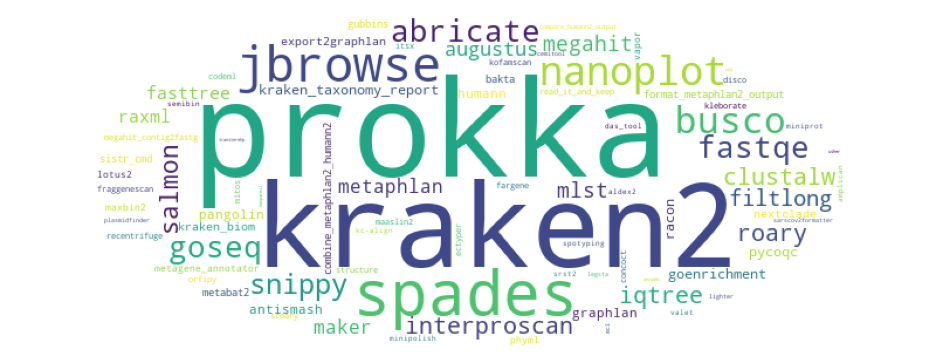 gubbins
abricate
compare_humann2_output
export2graphlan
itsx
augustus
semitool
megahit
vapor
jbrowse
kofamscan
codeml
bakta
nanoplot
disco
fasttree
kraken_taxonomy_report
humann
read_it_and_keep
format_metaphlan2_output
semibin
kleborate
raxml
prokka
busco
miniprot
das_tool
megahit_contig2fastg
fastqe
sistr_cmd
salmon
combine_metaphlan2_humann2
lotus2
metaphlan
fargene
mlst
aldex2
clustalw
fraggenescan
mitos
kraken2
filtlong
ampliscan
maxbin2
pangolin
racon
nextclade
plasmidfinder
kraken_biom
maaslin2
sarscov2formatter
recentrifuge
kc-align
roary
goseq
ectyper
spotyping
pycoqc
metagene_annotator
structure
concoct
goenrichment
orfipy
snippy
srst2
legsta
metabat2
spades
iqtree
lighter
antismash
graphlan
valet
maker
interproscan
minipolish
phyml